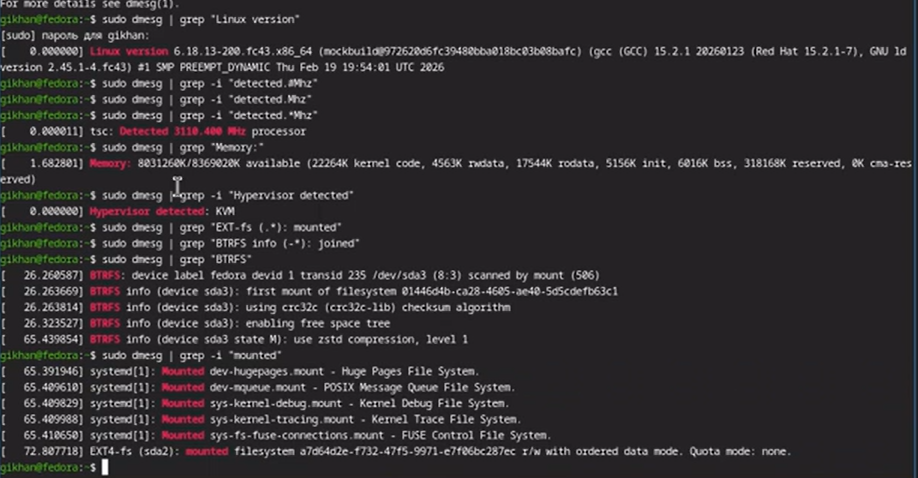 For more details see dmesg(1).
gikhan@fedora:~$ sudo dmesg | grep "Linux version"
[sudo] пароль для gikhan:
[    0.000000] Linux version 6.18.13-200.fc43.x86_64 (mockbuild@972620d6fc39480bba018bc03b08bafc) (gcc (GCC) 15.2.1 20260123 (Red Hat 15.2.1-7), GNU ld
version 2.45.1-4.fc43) #1 SMP PREEMPT_DYNAMIC Thu Feb 19 19:54:01 UTC 2026
gikhan@fedora:~$ sudo dmesg | grep -i "detected.#Mhz"
gikhan@fedora:~$ sudo dmesg | grep -i "detected.Mhz"
gikhan@fedora:~$ sudo dmesg | grep -i "detected.*Mhz"
[    0.000011] tsc: Detected 3110.400 MHz processor
gikhan@fedora:~$ sudo dmesg | grep "Memory:"
[    1.682801] Memory: 8031260K/8369020K available (22264K kernel code, 4563K rwdata, 17544K rodata, 5156K init, 6016K bss, 318168K reserved, 0K cma-res
erved)
gikhan@fedora:~$ sudo dmesg | grep -i "Hypervisor detected"
[    0.000000] Hypervisor detected: KVM
gikhan@fedora:~$ sudo dmesg | grep "EXT-fs (.*): mounted"
gikhan@fedora:~$ sudo dmesg | grep "BTRFS info (-*): joined"
gikhan@fedora:~$ sudo dmesg | grep "BTRFS"
[   26.260587] BTRFS: device label fedora devid 1 transid 235 /dev/sda3 (8:3) scanned by mount (506)
[   26.263669] BTRFS info (device sda3): first mount of filesystem 01446d4b-ca28-4605-ae40-5d5cdefb63c1
[   26.263814] BTRFS info (device sda3): using crc32c (crc32c-lib) checksum algorithm
[   26.323527] BTRFS info (device sda3): enabling free space tree
[   65.439854] BTRFS info (device sda3 state M): use zstd compression, level 1
gikhan@fedora:~$ sudo dmesg | grep -i "mounted"
[   65.391946] systemd[1]: Mounted dev-hugepages.mount - Huge Pages File System.
[   65.409610] systemd[1]: Mounted dev-mqueue.mount - POSIX Message Queue File System.
[   65.409829] systemd[1]: Mounted sys-kernel-debug.mount - Kernel Debug File System.
[   65.409988] systemd[1]: Mounted sys-kernel-tracing.mount - Kernel Trace File System.
[   65.410650] systemd[1]: Mounted sys-fs-fuse-connections.mount - FUSE Control File System.
[   72.807718] EXT4-fs (sda2): mounted filesystem a7d64d2e-f732-47f5-9971-e7f06bc287ec r/w with ordered data mode. Quota mode: none.
gikhan@fedora:~$